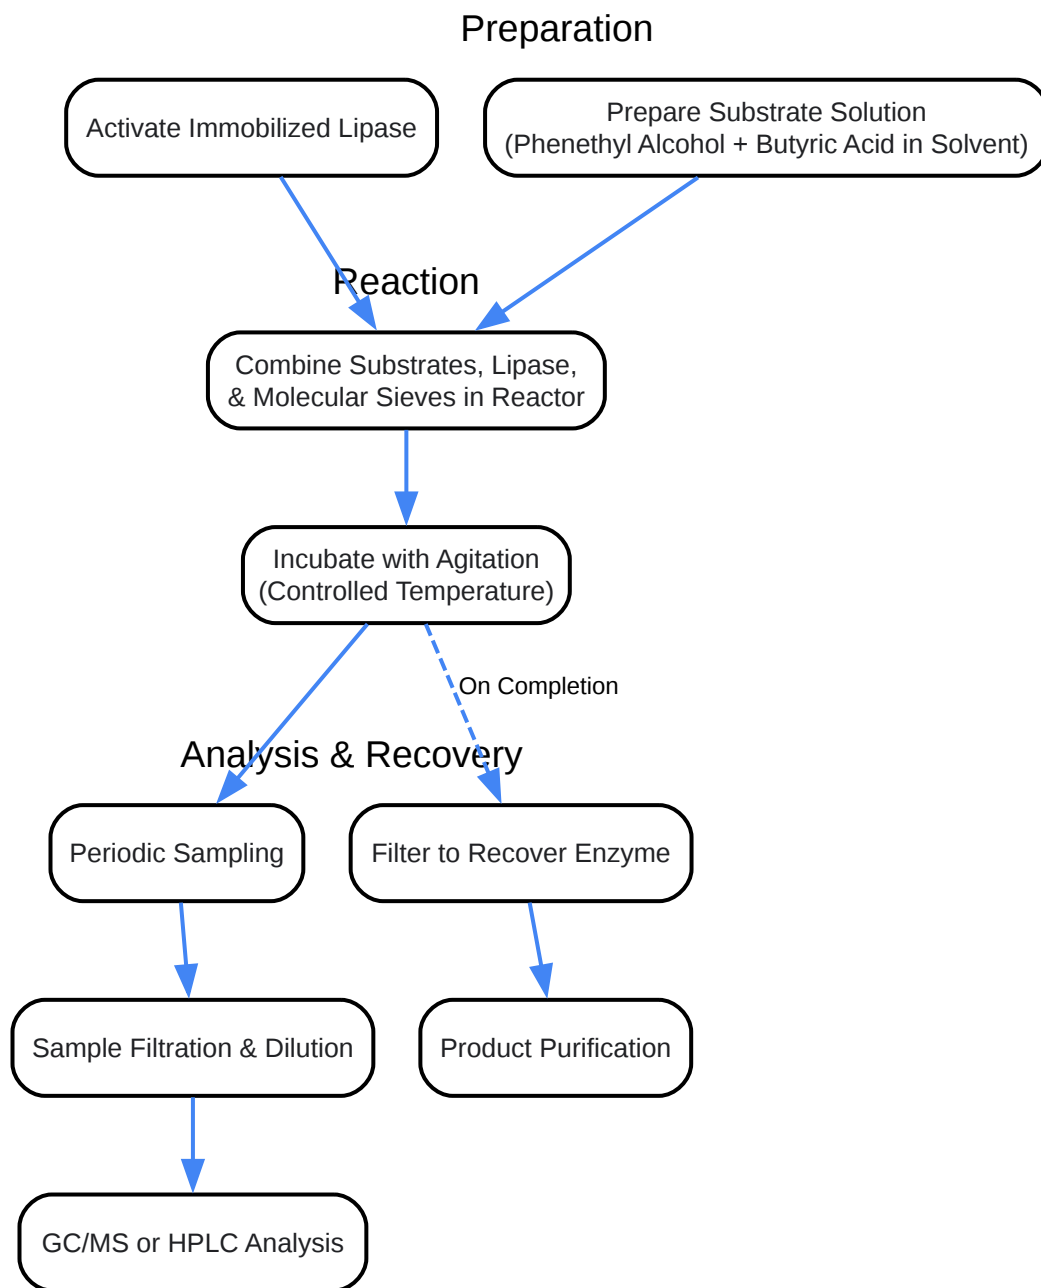 Preparation
Activate Immobilized Lipase
Prepare Substrate Solution
(Phenethyl Alcohol + Butyric Acid in Solvent)
Reaction
Combine Substrates, Lipase,
& Molecular Sieves in Reactor
Incubate with Agitation
(Controlled Temperature)
On Completion
Analysis & Recovery
Periodic Sampling
Filter to Recover Enzyme
Sample Filtration & Dilution
Product Purification
GC/MS or HPLC Analysis